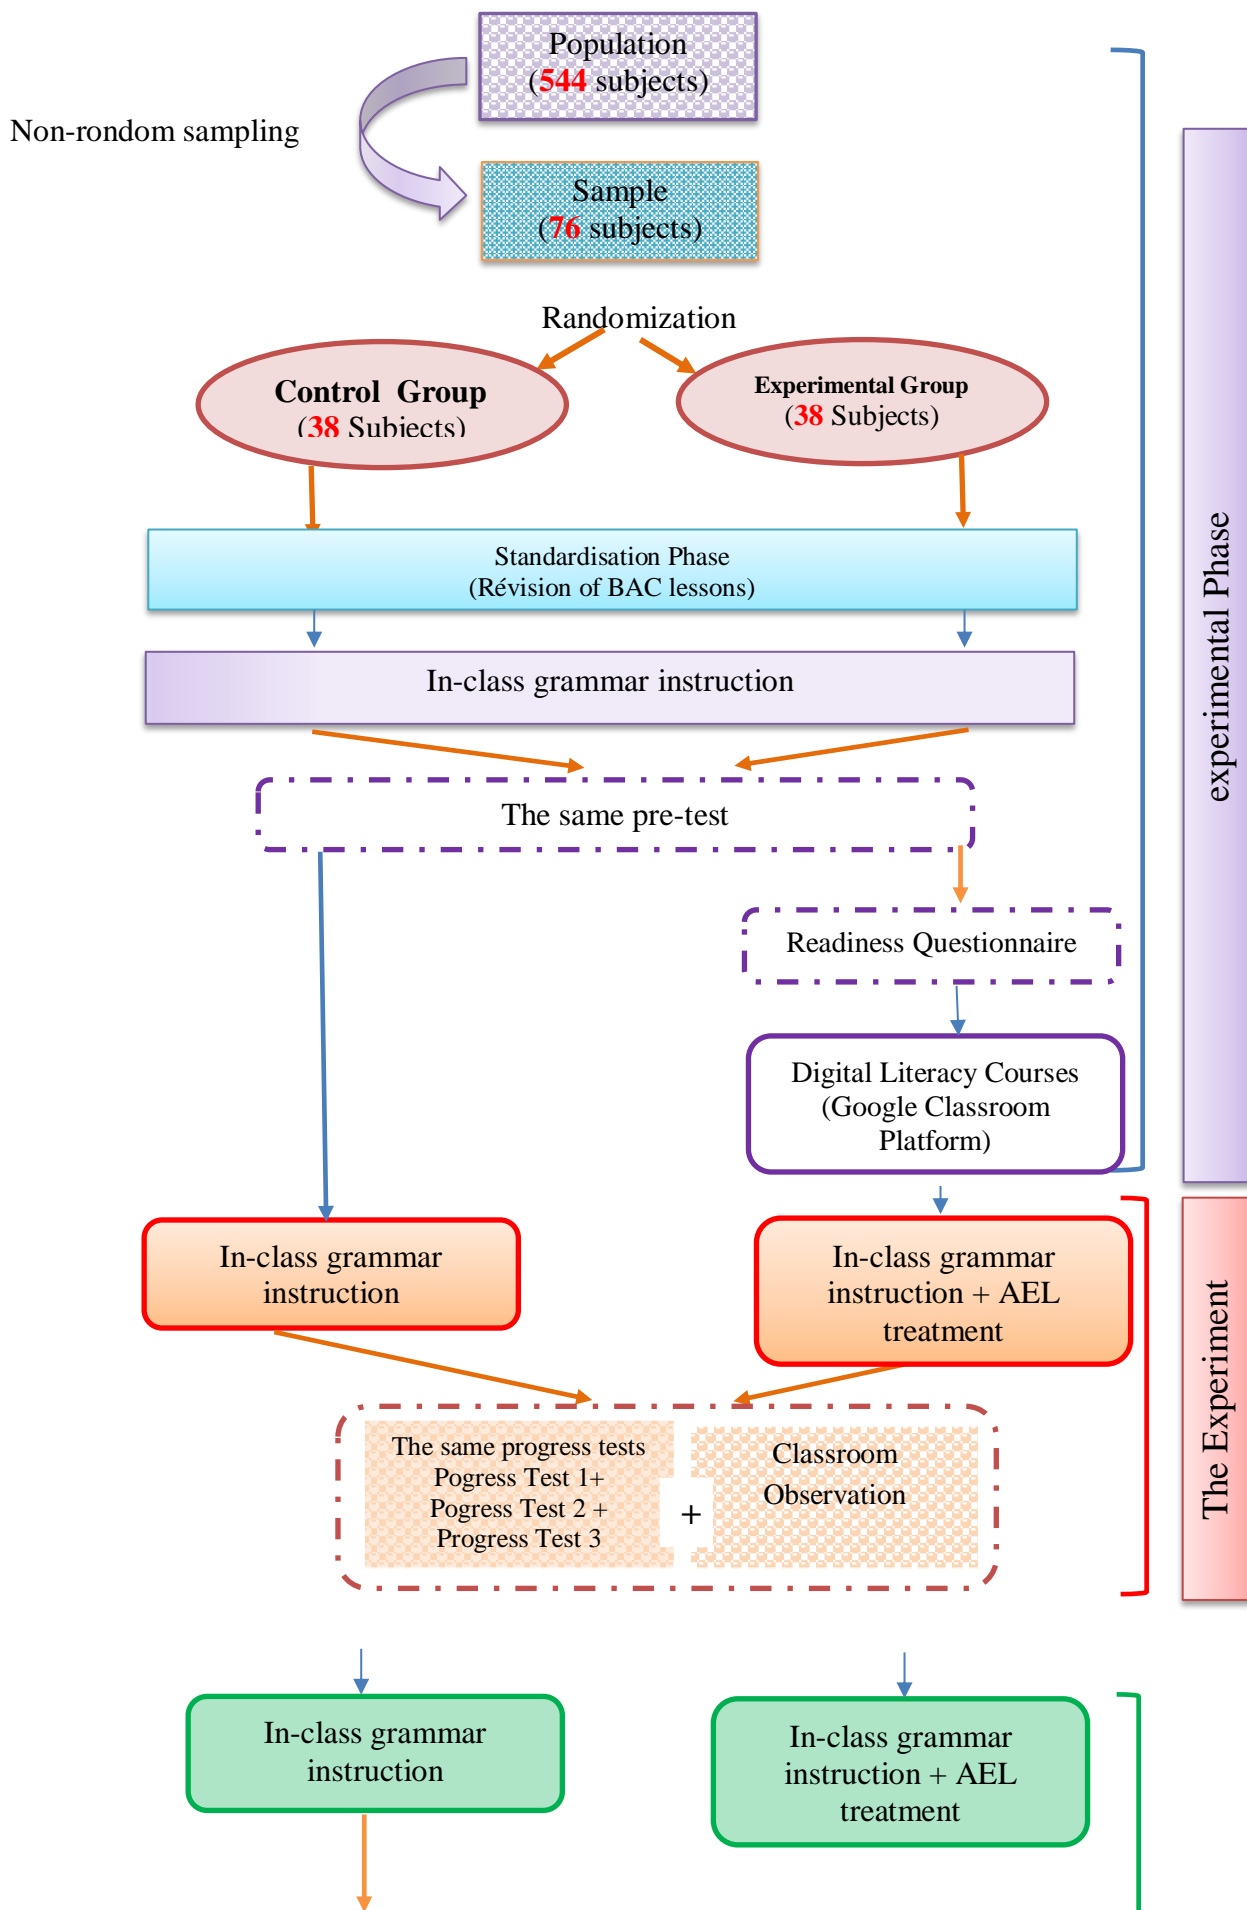 Population
(544 subjects)
Non-rondom sampling
Sample
(76 subjects)
Randomization
Control Group
(38 Subjects)
Experimental Group
(38 Subjects)
Standardisation Phase
(Révision of BAC lessons)
In-class grammar instruction
The same pre-test
Readiness Questionnaire
Digital Literacy Courses
(Google Classroom
Platform)
experimental Phase
In-class grammar
instruction
In-class grammar
instruction + AEL
treatment
The same progress tests
Pogress Test 1+
Pogress Test 2 +
Progress Test 3
+
Classroom
Observation
The Experiment
In-class grammar
instruction
In-class grammar
instruction + AEL
treatment